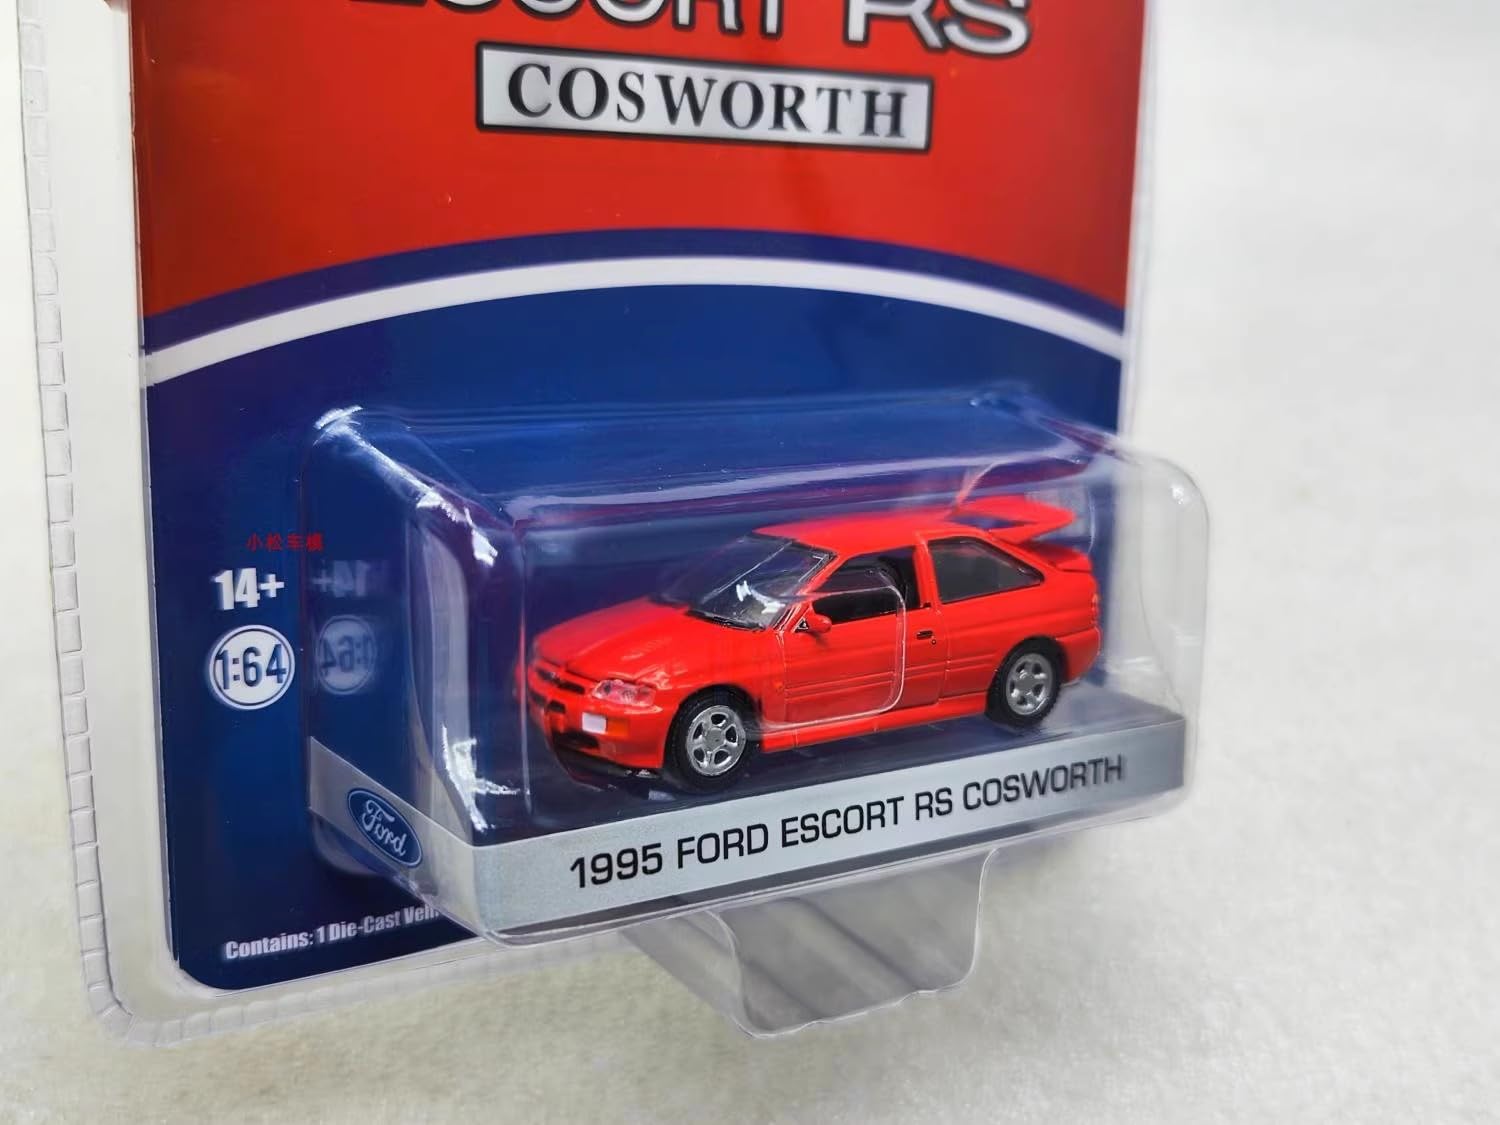 ESCORT RS
COSWORTH
小松车模
14+
1:64
Ford
1995 FORD ESCORT RS COSWORTH
Contains: 1 Die-Cast